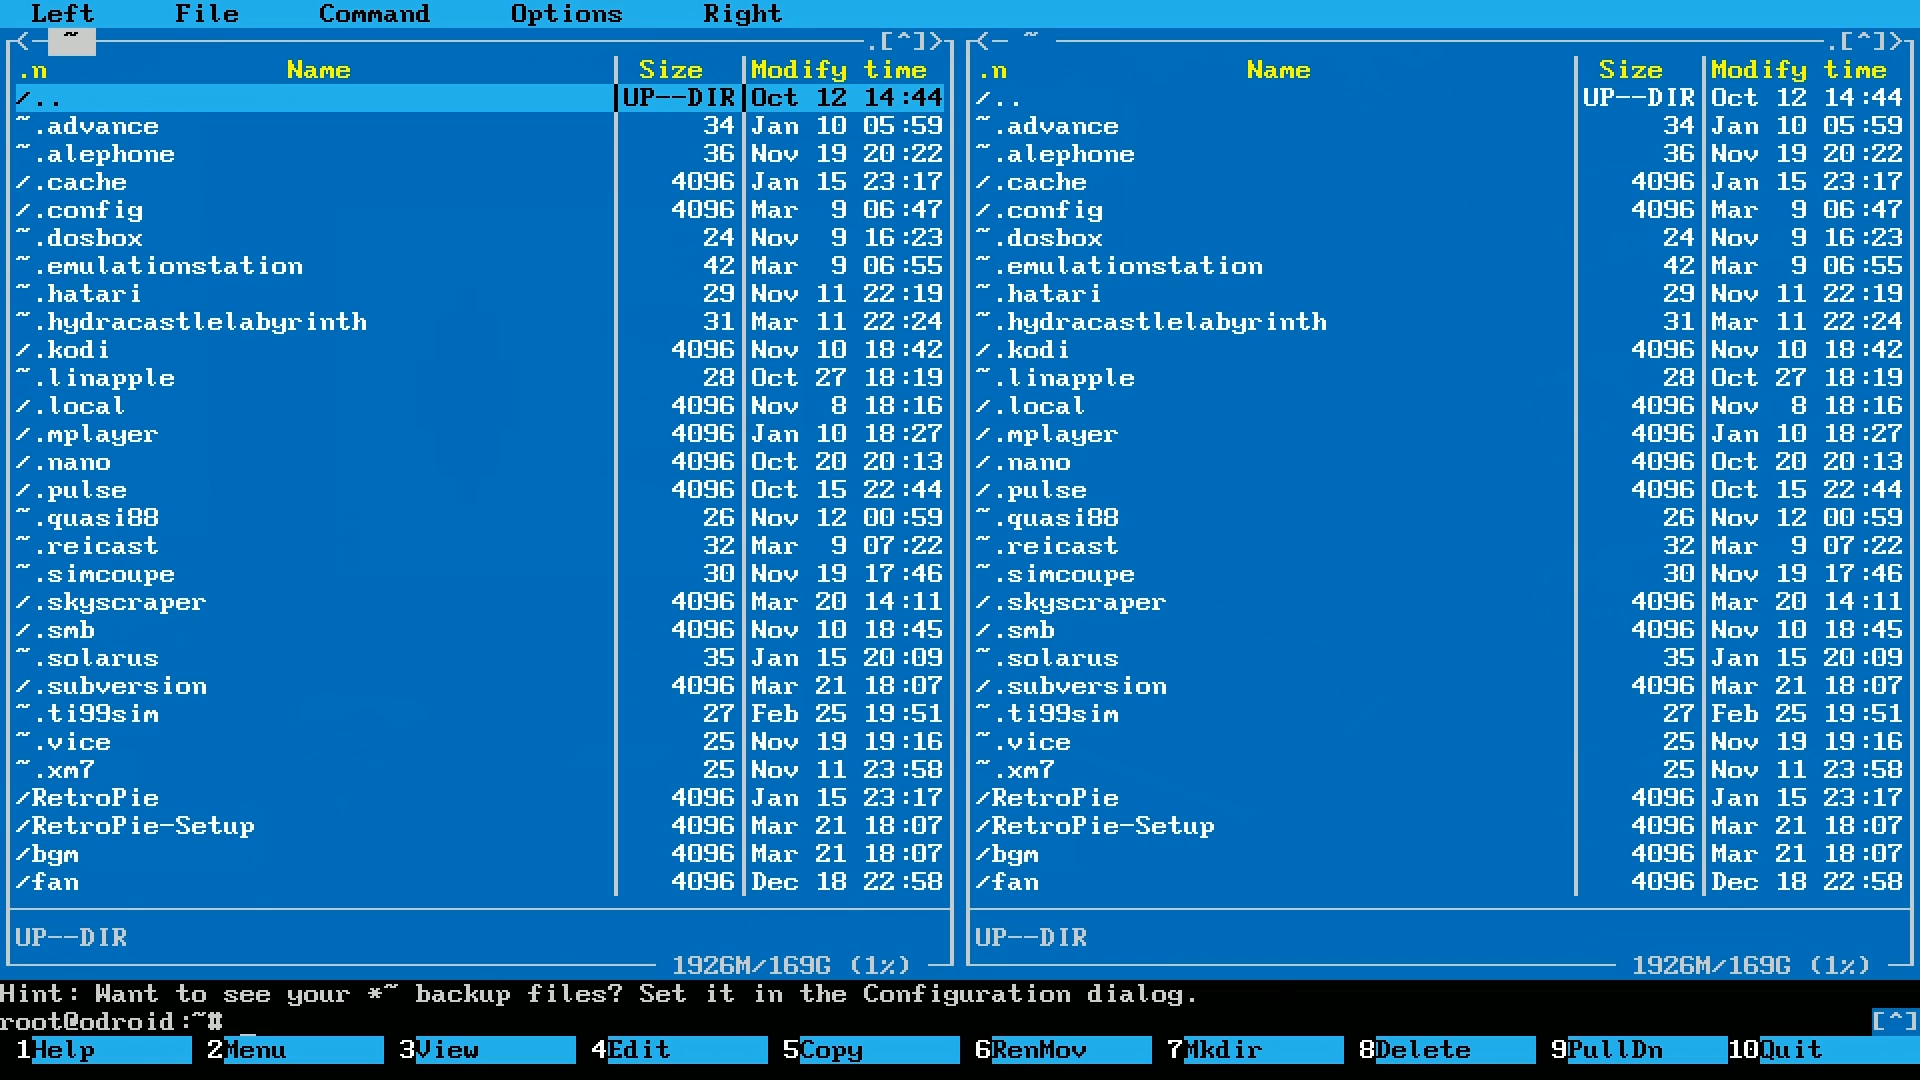 Left File Command Options Right
<─ ~ .[^]> <─ ~ .[^]>
.n Name Size Modify time .n Name Size Modify time
/.. UP--DIR Oct 12 14:44 /.. UP--DIR Oct 12 14:44
~.advance 34 Jan 10 05:59 ~.advance 34 Jan 10 05:59
~.alephone 36 Nov 19 20:22 ~.alephone 36 Nov 19 20:22
/.cache 4096 Jan 15 23:17 /.cache 4096 Jan 15 23:17
/.config 4096 Mar 9 06:47 /.config 4096 Mar 9 06:47
~.dosbox 24 Nov 9 16:23 ~.dosbox 24 Nov 9 16:23
~.emulationstation 42 Mar 9 06:55 ~.emulationstation 42 Mar 9 06:55
~.hatari 29 Nov 11 22:19 ~.hatari 29 Nov 11 22:19
~.hydracastlelabyrinth 31 Mar 11 22:24 ~.hydracastlelabyrinth 31 Mar 11 22:24
/.kodi 4096 Nov 10 18:42 /.kodi 4096 Nov 10 18:42
~.linapple 28 Oct 27 18:19 ~.linapple 28 Oct 27 18:19
/.local 4096 Nov 8 18:16 /.local 4096 Nov 8 18:16
/.mplayer 4096 Jan 10 18:27 /.mplayer 4096 Jan 10 18:27
/.nano 4096 Oct 20 20:13 /.nano 4096 Oct 20 20:13
/.pulse 4096 Oct 15 22:44 /.pulse 4096 Oct 15 22:44
~.quasi88 26 Nov 12 00:59 ~.quasi88 26 Nov 12 00:59
~.reicast 32 Mar 9 07:22 ~.reicast 32 Mar 9 07:22
~.simcoupe 30 Nov 19 17:46 ~.simcoupe 30 Nov 19 17:46
/.skyscraper 4096 Mar 20 14:11 /.skyscraper 4096 Mar 20 14:11
/.smb 4096 Nov 10 18:45 /.smb 4096 Nov 10 18:45
~.solarus 35 Jan 15 20:09 ~.solarus 35 Jan 15 20:09
/.subversion 4096 Mar 21 18:07 /.subversion 4096 Mar 21 18:07
~.ti99sim 27 Feb 25 19:51 ~.ti99sim 27 Feb 25 19:51
~.vice 25 Nov 19 19:16 ~.vice 25 Nov 19 19:16
~.xm7 25 Nov 11 23:58 ~.xm7 25 Nov 11 23:58
/RetroPie 4096 Jan 15 23:17 /RetroPie 4096 Jan 15 23:17
/RetroPie-Setup 4096 Mar 21 18:07 /RetroPie-Setup 4096 Mar 21 18:07
/bgm 4096 Mar 21 18:07 /bgm 4096 Mar 21 18:07
/fan 4096 Dec 18 22:58 /fan 4096 Dec 18 22:58
UP--DIR UP--DIR
1926M/169G (1%) 1926M/169G (1%)
Hint: Want to see your *~ backup files? Set it in the Configuration dialog.
root@odroid:~# _ [^]
1Help 2Menu 3View 4Edit 5Copy 6RenMov 7Mkdir 8Delete 9PullDn 10Quit